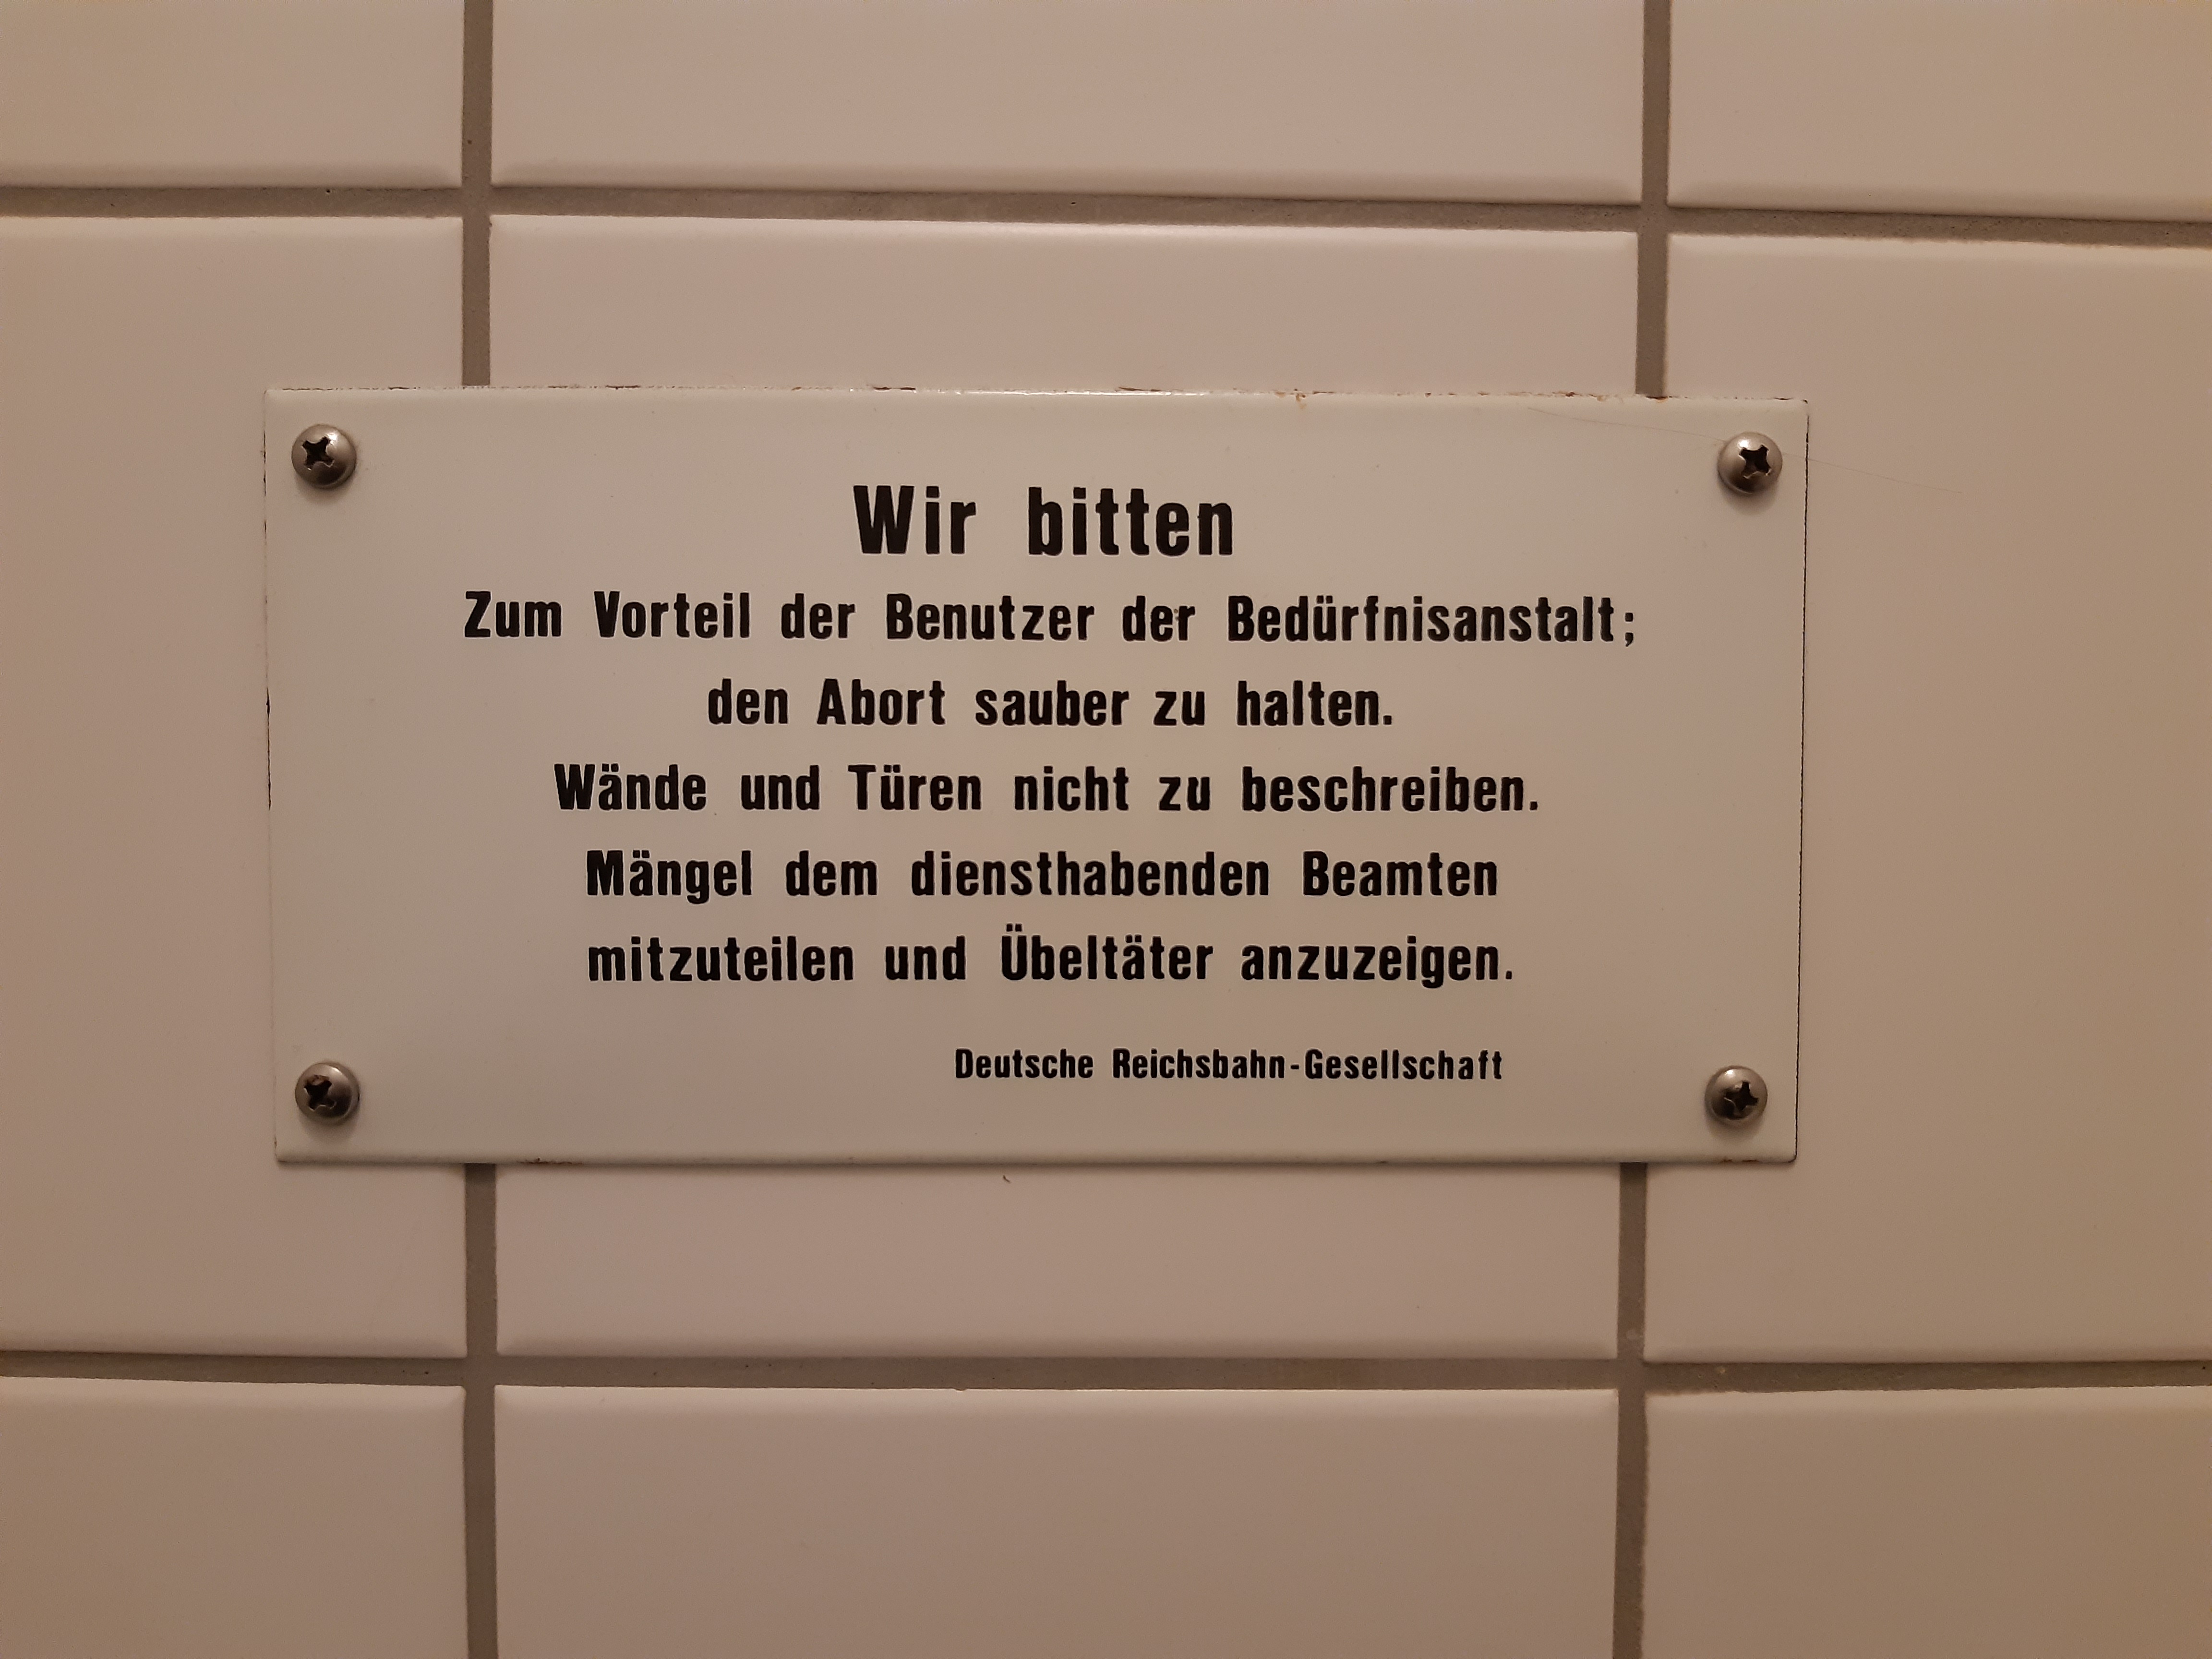 Wir bitten
Zum Vorteil der Benutzer der Bedürfnisanstalt;
den Abort sauber zu halten.
Wände und Türen nicht zu beschreiben.
Mängel dem diensthabenden Beamten
mitzuteilen und Übeltäter anzuzeigen.
Deutsche Reichsbahn-Gesellschaft